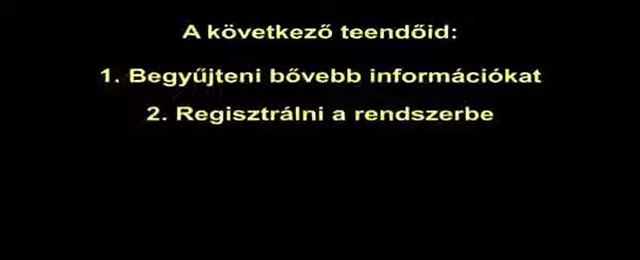 A következő teendőid:
1. Begyűjteni bővebb információkat
2. Regisztrálni a rendszerbe